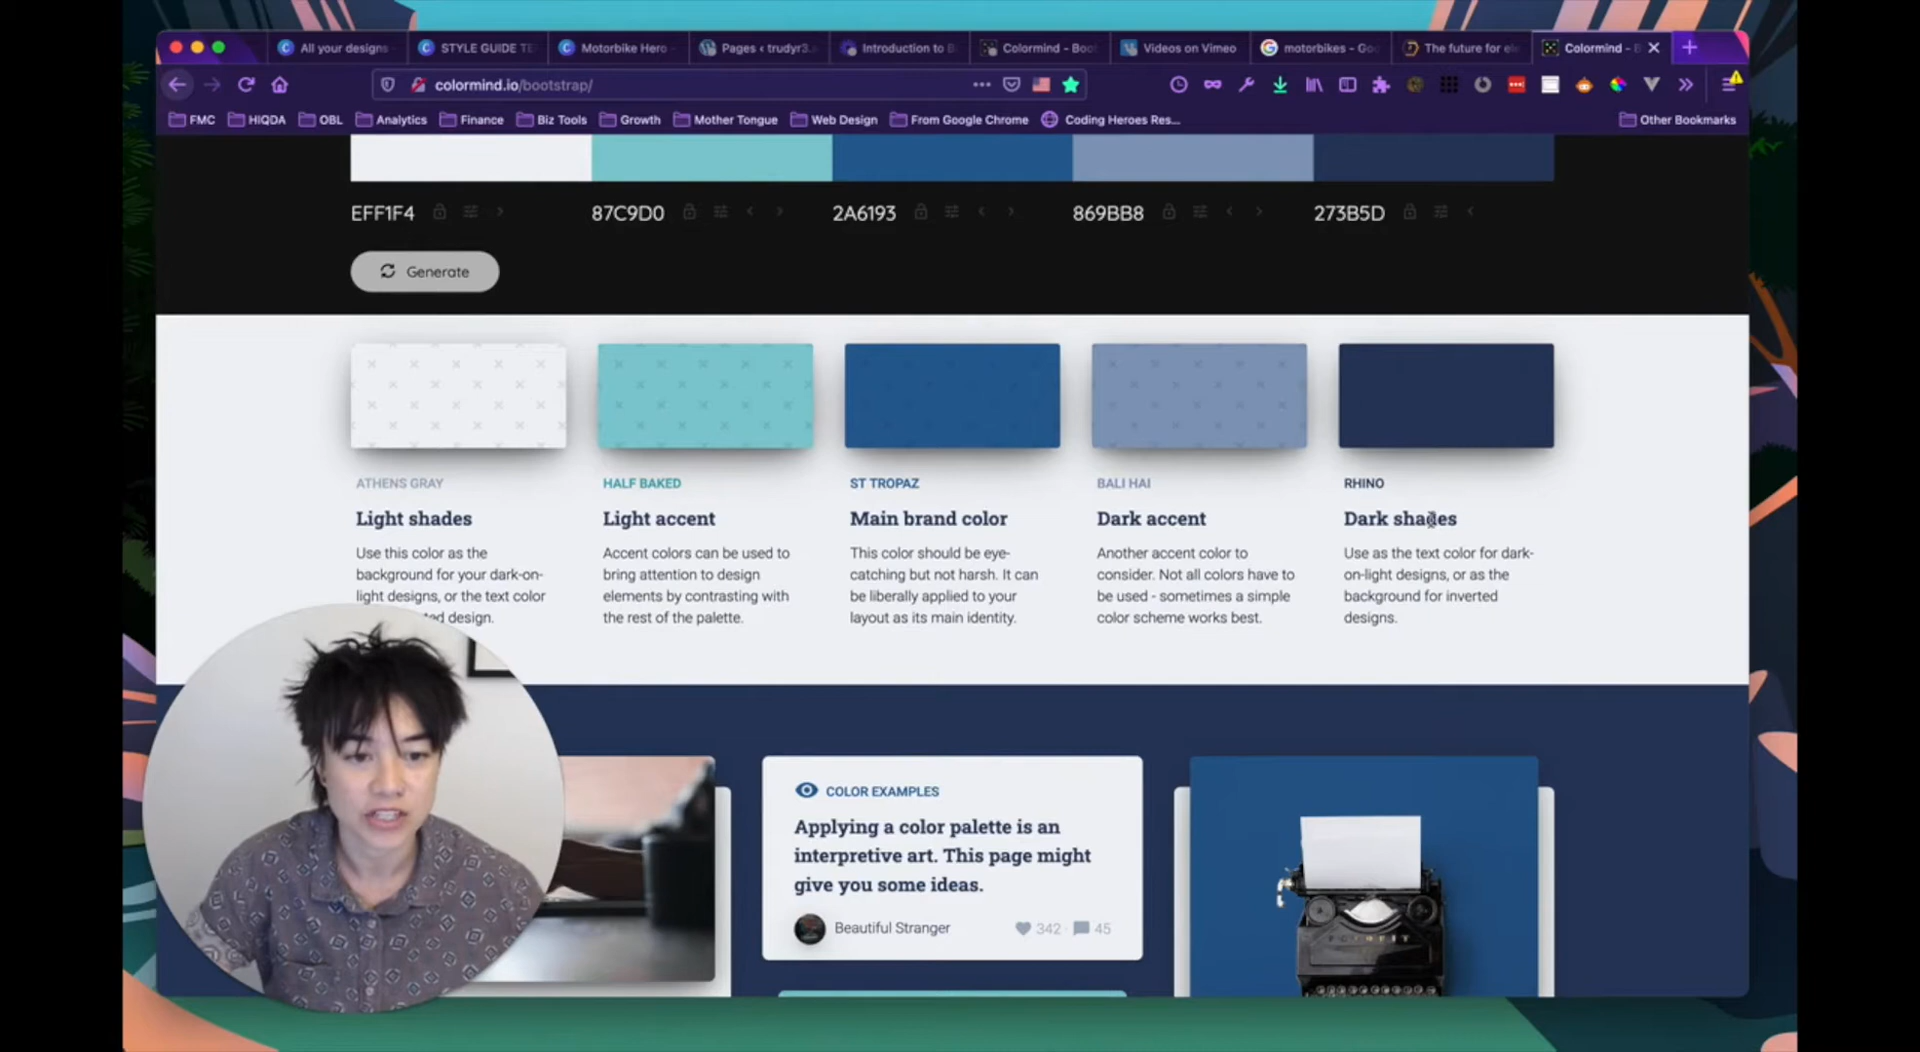 All your designs
STYLE GUIDE TE
Motorbike Hero -
Pages ‹ trudyr3.
Introduction to B
Colormind - Boo
Videos on Vimeo
motorbikes - Goo
The future for ele
Colormind - B
colormind.io/bootstrap/
FMC
HIQDA
OBL
Analytics
Finance
Biz Tools
Growth
Mother Tongue
Web Design
From Google Chrome
Coding Heroes Res...
Other Bookmarks
EFF1F4
87C9D0
2A6193
869BB8
273B5D
Generate
ATHENS GRAY
Light shades
Use this color as the
background for your dark-on-
light designs, or the text color
ed design.
HALF BAKED
Light accent
Accent colors can be used to
bring attention to design
elements by contrasting with
the rest of the palette.
ST TROPAZ
Main brand color
This color should be eye-
catching but not harsh. It can
be liberally applied to your
layout as its main identity.
BALI HAI
Dark accent
Another accent color to
consider. Not all colors have to
be used - sometimes a simple
color scheme works best.
RHINO
Dark shades
Use as the text color for dark-
on-light designs, or as the
background for inverted
designs.
COLOR EXAMPLES
Applying a color palette is an
interpretive art. This page might
give you some ideas.
Beautiful Stranger
342
45